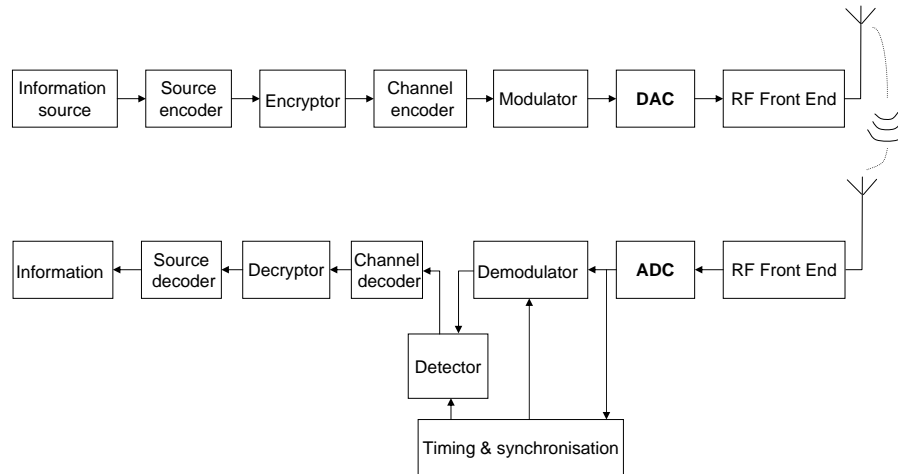 Information
source
Source
encoder
Encryptor
Channel
encoder
Modulator
DAC
RF Front End
Information
Source
decoder
Decryptor
Channel
decoder
Demodulator
ADC
RF Front End
Detector
Timing & synchronisation